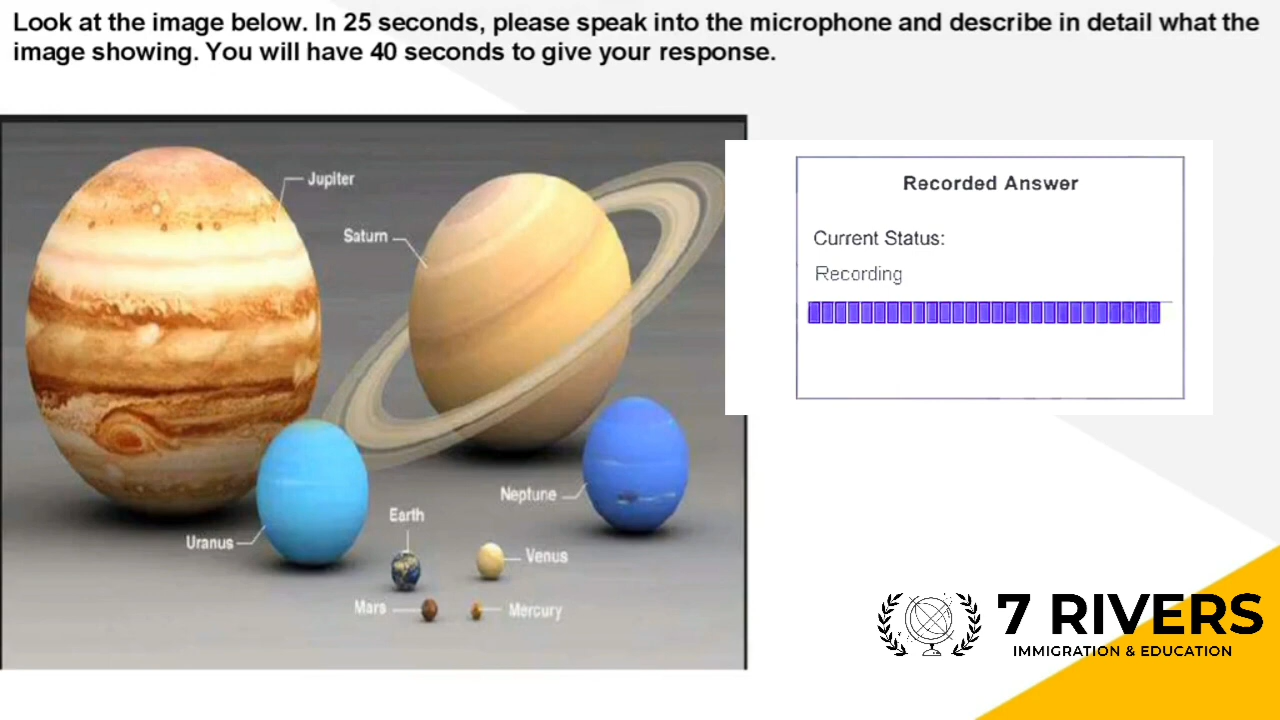 Look at the image below. In 25 seconds, please speak into the microphone and describe in detail what the
image showing. You will have 40 seconds to give your response.
Jupiter
Saturn
Neptune
Earth
Uranus
Venus
Mars
Mercury
Recorded Answer
Current Status:
Recording
7 RIVERS
IMMIGRATION & EDUCATION